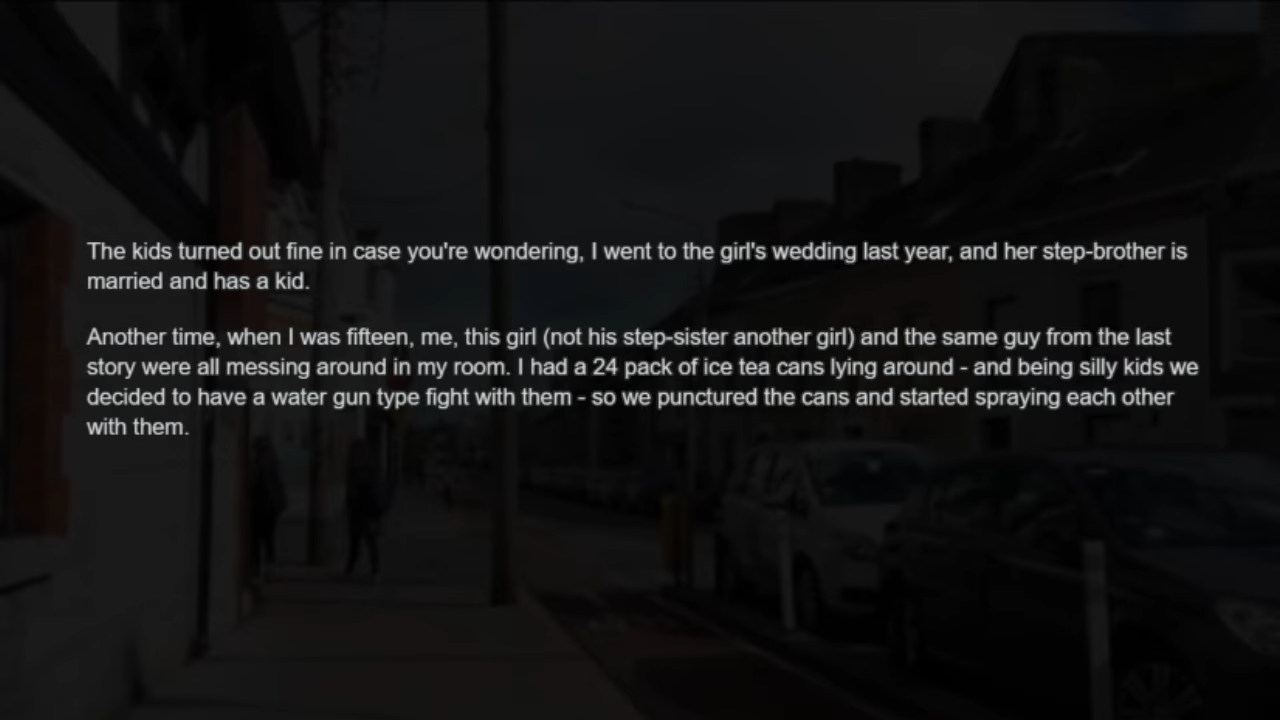 The kids turned out fine in case you're wondering, I went to the girl's wedding last year, and her step-brother is
married and has a kid.
Another time, when I was fifteen, me, this girl (not his step-sister another girl) and the same guy from the last
story were all messing around in my room. I had a 24 pack of ice tea cans lying around - and being silly kids we
decided to have a water gun type fight with them - so we punctured the cans and started spraying each other
with them.